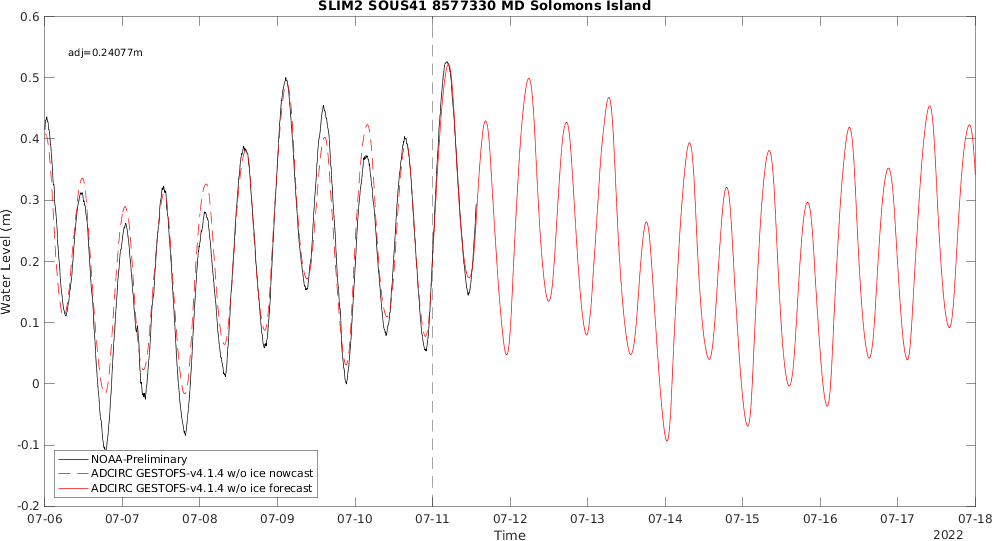 SLIM2 SOUS41 8577330 MD Solomons Island
adj=0.24077m
0.6
0.5
0.4
0.3
0.2
0.1
0
-0.1
-0.2
Water Level (m)
NOAA-Preliminary
ADCIRC GESTOFS-v4.1.4 w/o ice nowcast
ADCIRC GESTOFS-v4.1.4 w/o ice forecast
07-06 07-07 07-08 07-09 07-10 07-11 07-12 07-13 07-14 07-15 07-16 07-17 07-18
Time
2022